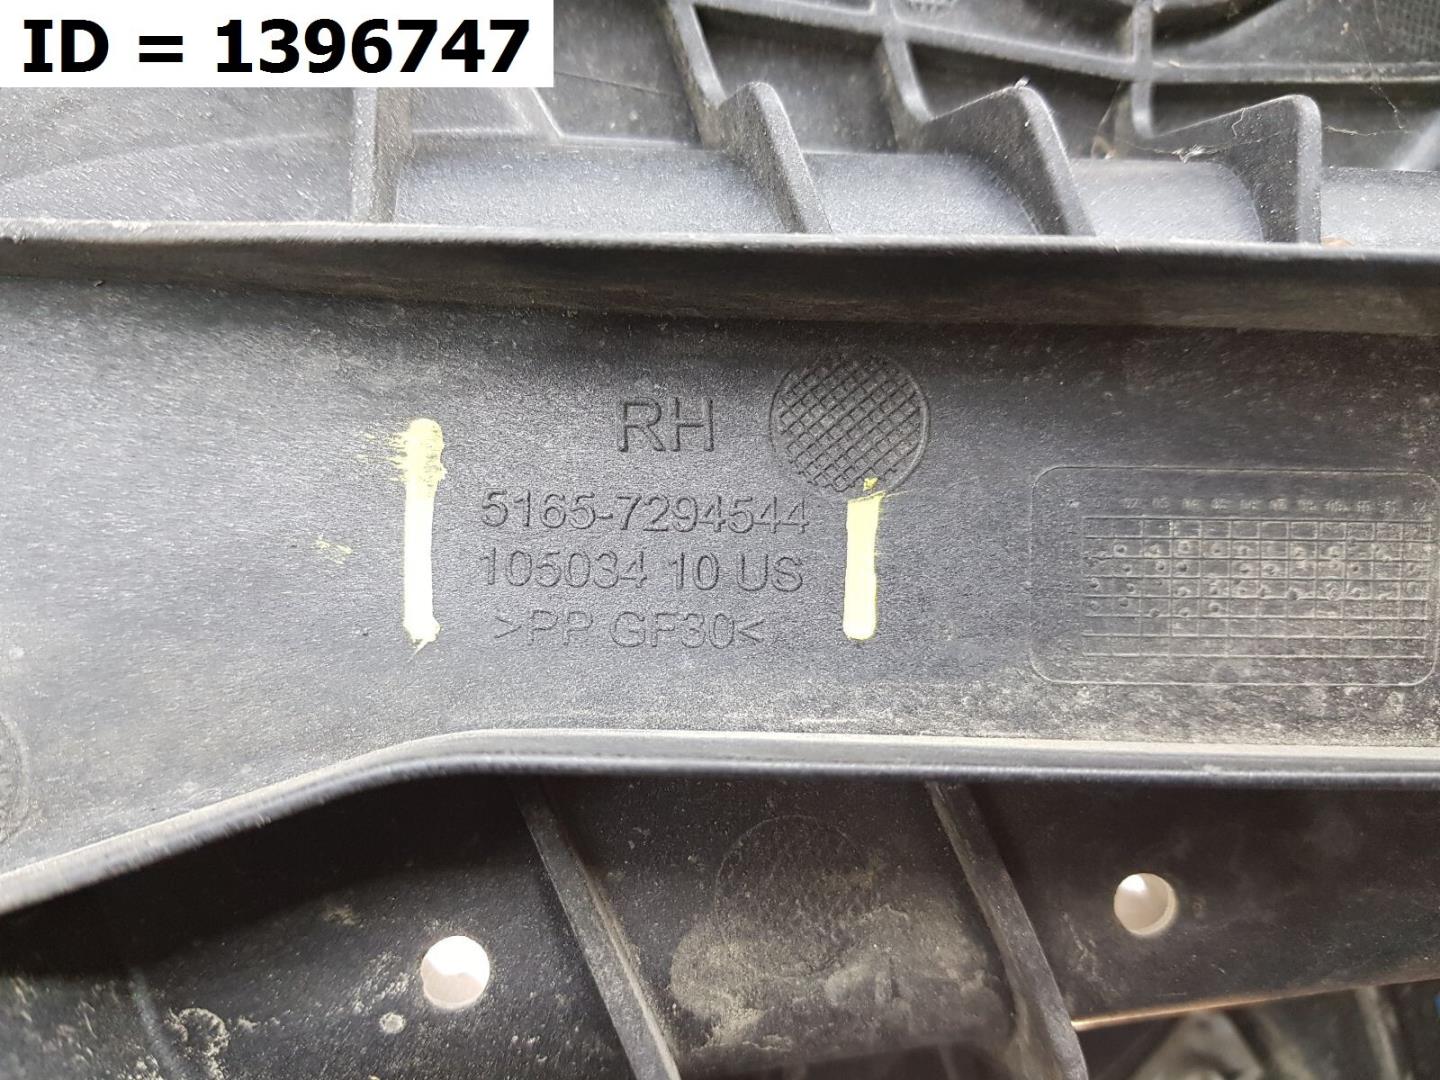 ID = 1396747
RH
5165-7294544
105034 10 US
>PP GF30<